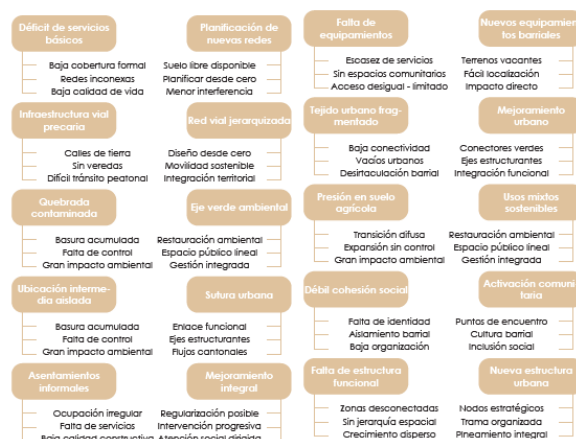 Déficit de servicios
básicos
Baja cobertura formal
Redes inconexas
Baja calidad de vida
Planificación de
nuevas redes
Suelo libre disponible
Planificar desde cero
Menor interferencia
Infraestructura vial
precaria
Calles de tierra
Sin veredas
Difícil tránsito peatonal
Red vial jerarquizada
Diseño desde cero
Movilidad sostenible
Integración territorial
Quebrada
contaminada
Basura acumulada
Falta de control
Gran impacto ambiental
Eje verde ambiental
Restauración ambiental
Espacio público lineal
Gestión integrada
Ubicación interme-
dia aislada
Basura acumulada
Falta de control
Gran impacto ambiental
Sutura urbana
Enlace funcional
Ejes estructurantes
Flujos cantonales
Asentamientos
informales
Ocupación irregular
Falta de servicios
Baja calidad constructiva
Mejoramiento
integral
Regularización posible
Intervención progresiva
Atención social dirigida
Falta de
equipamientos
Escasez de servicios
Sin espacios comunitarios
Acceso desigual - limitado
Nuevos equipamien
tos barriales
Terrenos vacantes
Fácil localización
Impacto directo
Tejido urbano frag-
mentado
Baja conectividad
Vacíos urbanos
Desirtaculación barrial
Mejoramiento
urbano
Conectores verdes
Ejes estructurantes
Integración funcional
Presión en suelo
agrícola
Transición difusa
Expansión sin control
Gran impacto ambiental
Usos mixtos
sostenibles
Restauración ambiental
Espacio público lineal
Gestión integrada
Débil cohesión social
Falta de identidad
Aislamiento barrial
Baja organización
Activación comuni
taria
Puntos de encuentro
Cultura barrial
Inclusión social
Falta de estructura
funcional
Zonas desconectadas
Sin jerarquía espacial
Crecimiento disperso
Nueva estructura
urbana
Nodos estratégicos
Trama organizada
Pineamiento integral